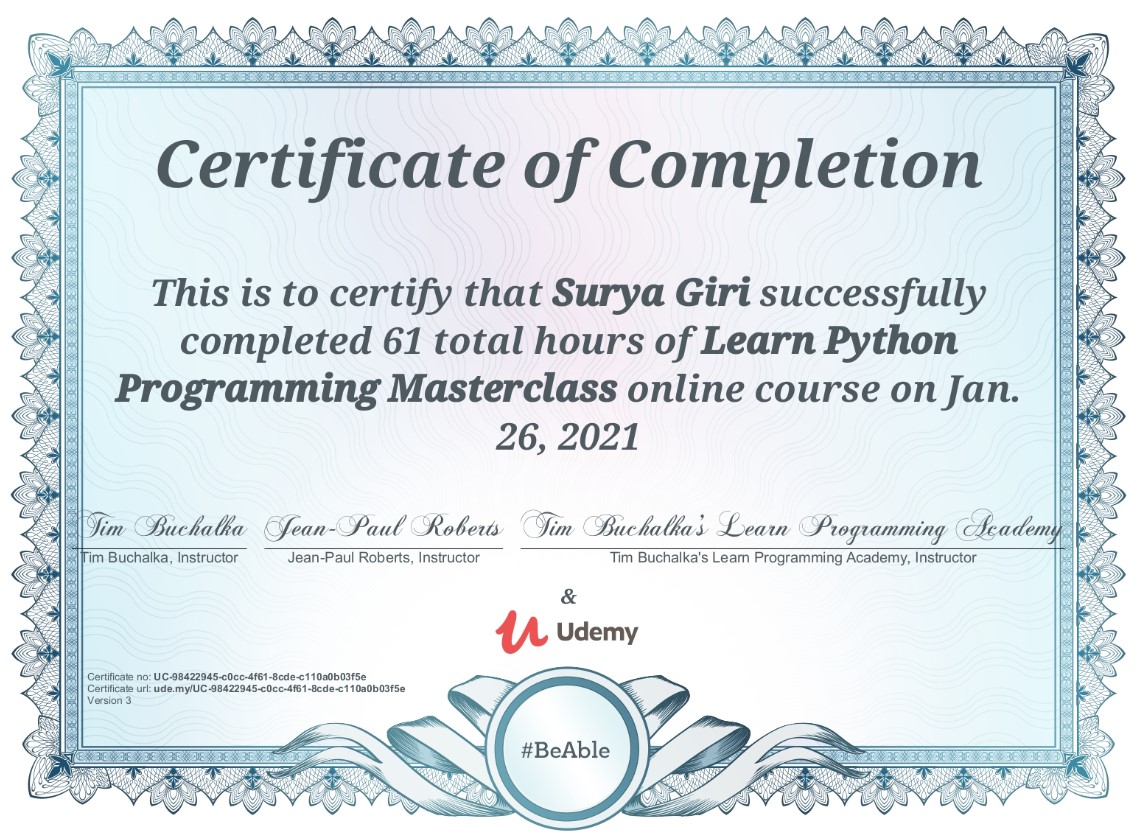 Certificate of Completion
This is to certify that Surya Giri successfully
completed 61 total hours of Learn Python
Programming Masterclass online course on Jan.
26, 2021
Tim Buchalka Jean-Paul Roberts Tim Buchalka's Learn Programming Academy
Tim Buchalka, Instructor Jean-Paul Roberts, Instructor Tim Buchalka's Learn Programming Academy, Instructor
&
Udemy
Certificate no: UC-98422945-c0cc-4f61-8cde-c110a0b03f5e
Certificate url: ude.my/UC-98422945-c0cc-4f61-8cde-c110a0b03f5e
Version 3
#BeAble